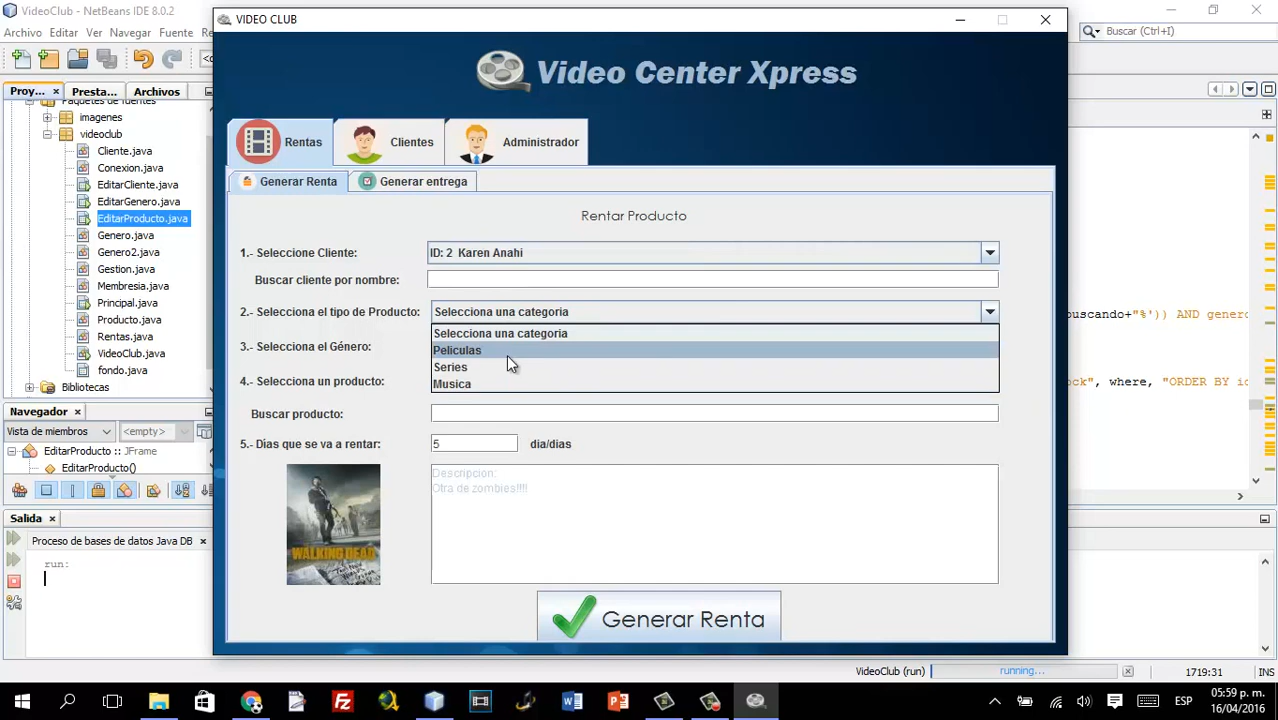 VideoClub - NetBeans IDE 8.0.2
Archivo Editar Ver Navegar Fuente
Buscar (Ctrl+I)
VIDEO CLUB
Video Center Xpress
Proy... Presta... Archivos
Paquetes de fuentes
imagenes
videoclub
Cliente.java
Conexion.java
EditarCliente.java
EditarGenero.java
EditarProducto.java
Genero.java
Genero2.java
Gestion.java
Membresia.java
Principal.java
Producto.java
Rentas.java
VideoClub.java
fondo.java
Bibliotecas
Navegador
Vista de miembros <empty>
EditarProducto :: JFrame
EditarProducto()
Rentas Clientes Administrador
Generar Renta Generar entrega
Rentar Producto
1.- Seleccione Cliente: ID: 2 Karen Anahi
Buscar cliente por nombre:
2.- Selecciona el tipo de Producto: Selecciona una categoria
Selecciona una categoria
Peliculas
Series
Musica
3.- Selecciona el Género:
4.- Selecciona un producto:
Buscar producto:
5.- Dias que se va a rentar: 5 dia/dias
Descripcion:
Otra de zombies!!!!
WALKING DEAD
Generar Renta
buscando+"%')) AND genero
ock", where, "ORDER BY id
Salida
Proceso de bases de datos Java DB
run:
VideoClub (run) running... 1719:31 INS
ESP
05:59 p. m.
16/04/2016